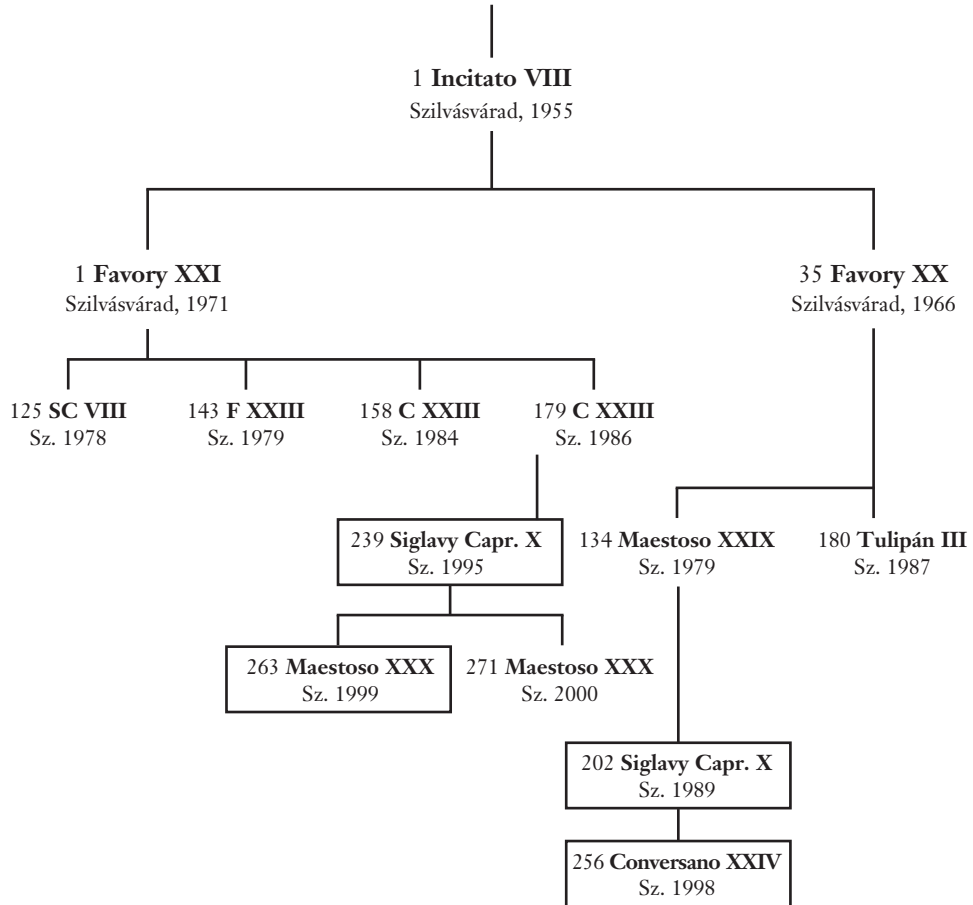 1 Incitato VIII
Szilvásvárad, 1955
1 Favory XXI
Szilvásvárad, 1971
35 Favory XX
Szilvásvárad, 1966
125 SC VIII
Sz. 1978
143 F XXIII
Sz. 1979
158 C XXIII
Sz. 1984
179 C XXIII
Sz. 1986
239 Siglavy Capr. X
Sz. 1995
134 Maestoso XXIX
Sz. 1979
180 Tulipán III
Sz. 1987
263 Maestoso XXX
Sz. 1999
271 Maestoso XXX
Sz. 2000
202 Siglavy Capr. X
Sz. 1989
256 Conversano XXIV
Sz. 1998